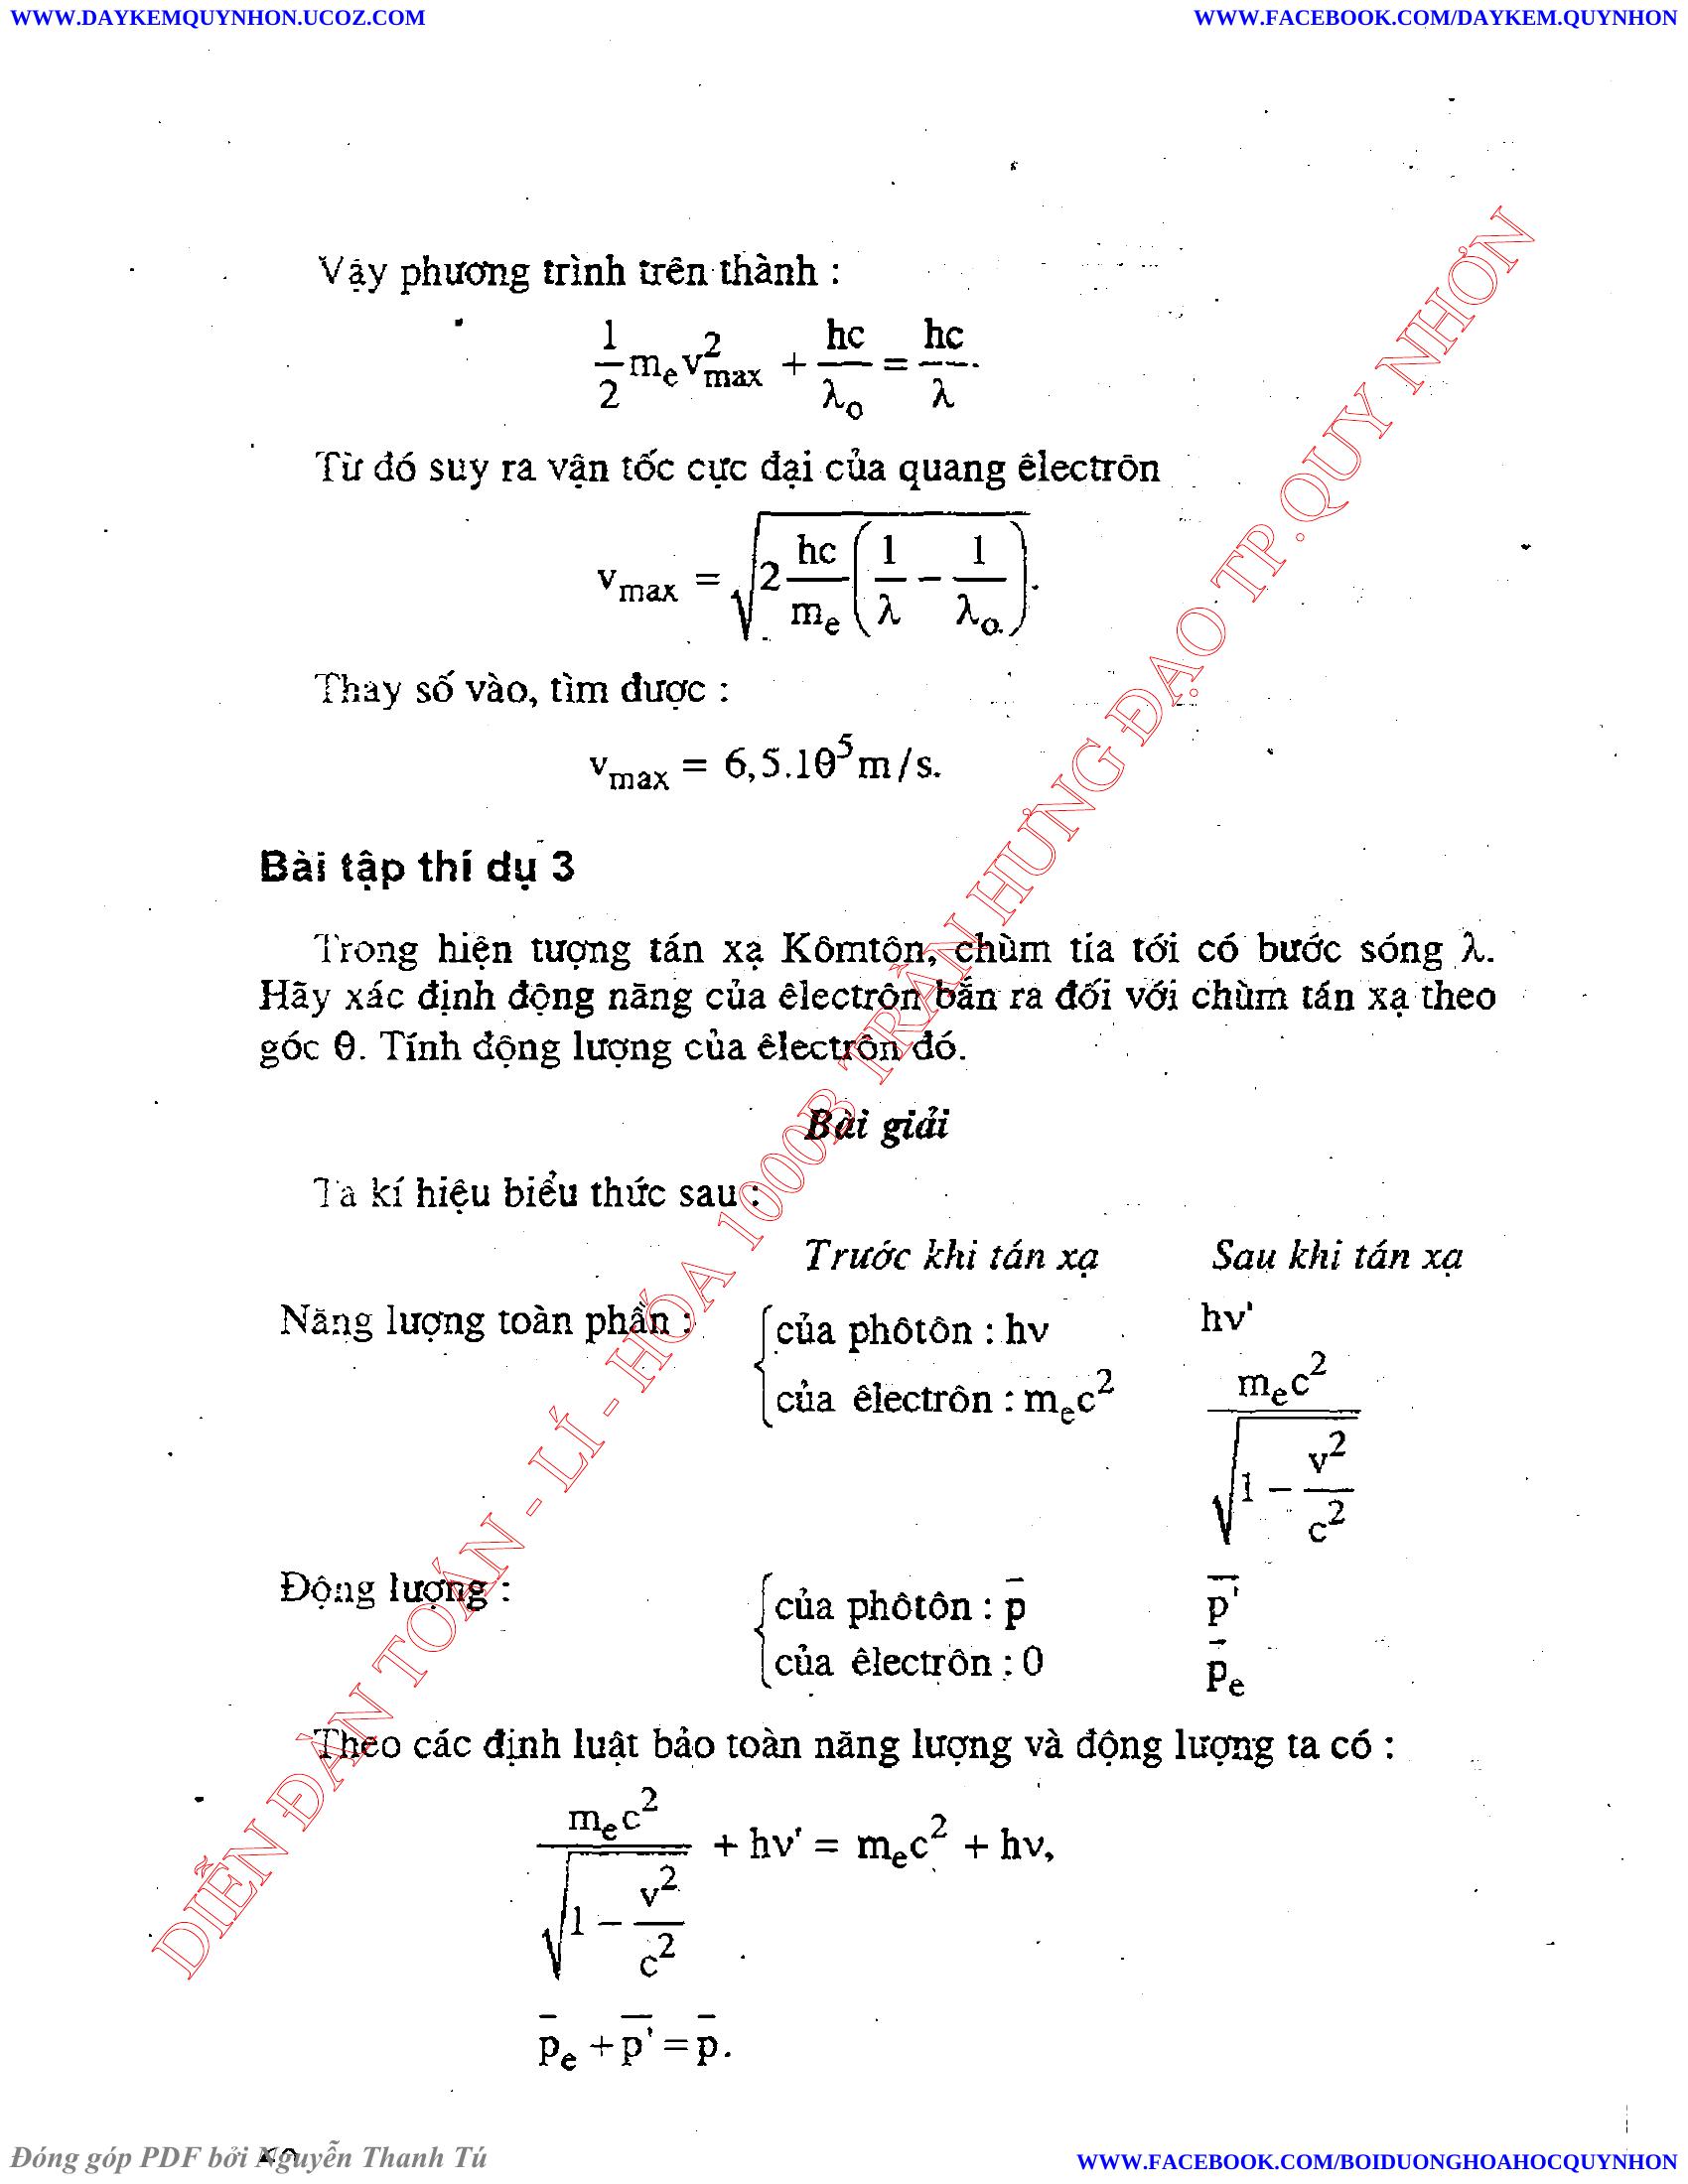 WWW.DAYKEMQUYNHON.UCOZ.COM
WWW.FACEBOOK.COM/DAYKEM.QUYNHON
Vậy phương trình trên thành :
$\frac{1}{2} m_e v_{max}^2 + \frac{hc}{\lambda_o} = \frac{hc}{\lambda}$.
Từ đó suy ra vận tốc cực đại của quang êlectrôn
$v_{max} = \sqrt{2\frac{hc}{m_e}\left(\frac{1}{\lambda} - \frac{1}{\lambda_o}\right)}$.
Thay số vào, tìm được :
$v_{max} = 6,5.10^5 m/s.$
Bài tập thí dụ 3
Trong hiện tượng tán xạ Kômtôn, chùm tia tới có bước sóng λ.
Hãy xác định động năng của êlectrôn bắn ra đối với chùm tán xạ theo
góc θ. Tính động lượng của êlectrôn đó.
Bài giải
Ta kí hiệu biểu thức sau :
Trước khi tán xạ Sau khi tán xạ
Năng lượng toàn phần : của phôtôn : hν hν'
của êlectrôn : $m_e c^2$ $\frac{m_e c^2}{\sqrt{1 - \frac{v^2}{c^2}}}$
Động lượng : của phôtôn : $\overline{p}$ $\overline{p'}$
của êlectrôn : 0 $\overline{p}_e$
Theo các định luật bảo toàn năng lượng và động lượng ta có :
$\frac{m_e c^2}{\sqrt{1 - \frac{v^2}{c^2}}} + hν' = m_e c^2 + hν,$
$\overline{p}_e + \overline{p'} = \overline{p}.$
DIỄN ĐÀN TOÁN - LÍ - HÓA 1000B TRẦN HƯNG ĐẠO TP.QUY NHƠN
Đóng góp PDF bởi Nguyễn Thanh Tú
WWW.FACEBOOK.COM/BOIDUONGHOAHOCQUYNHON